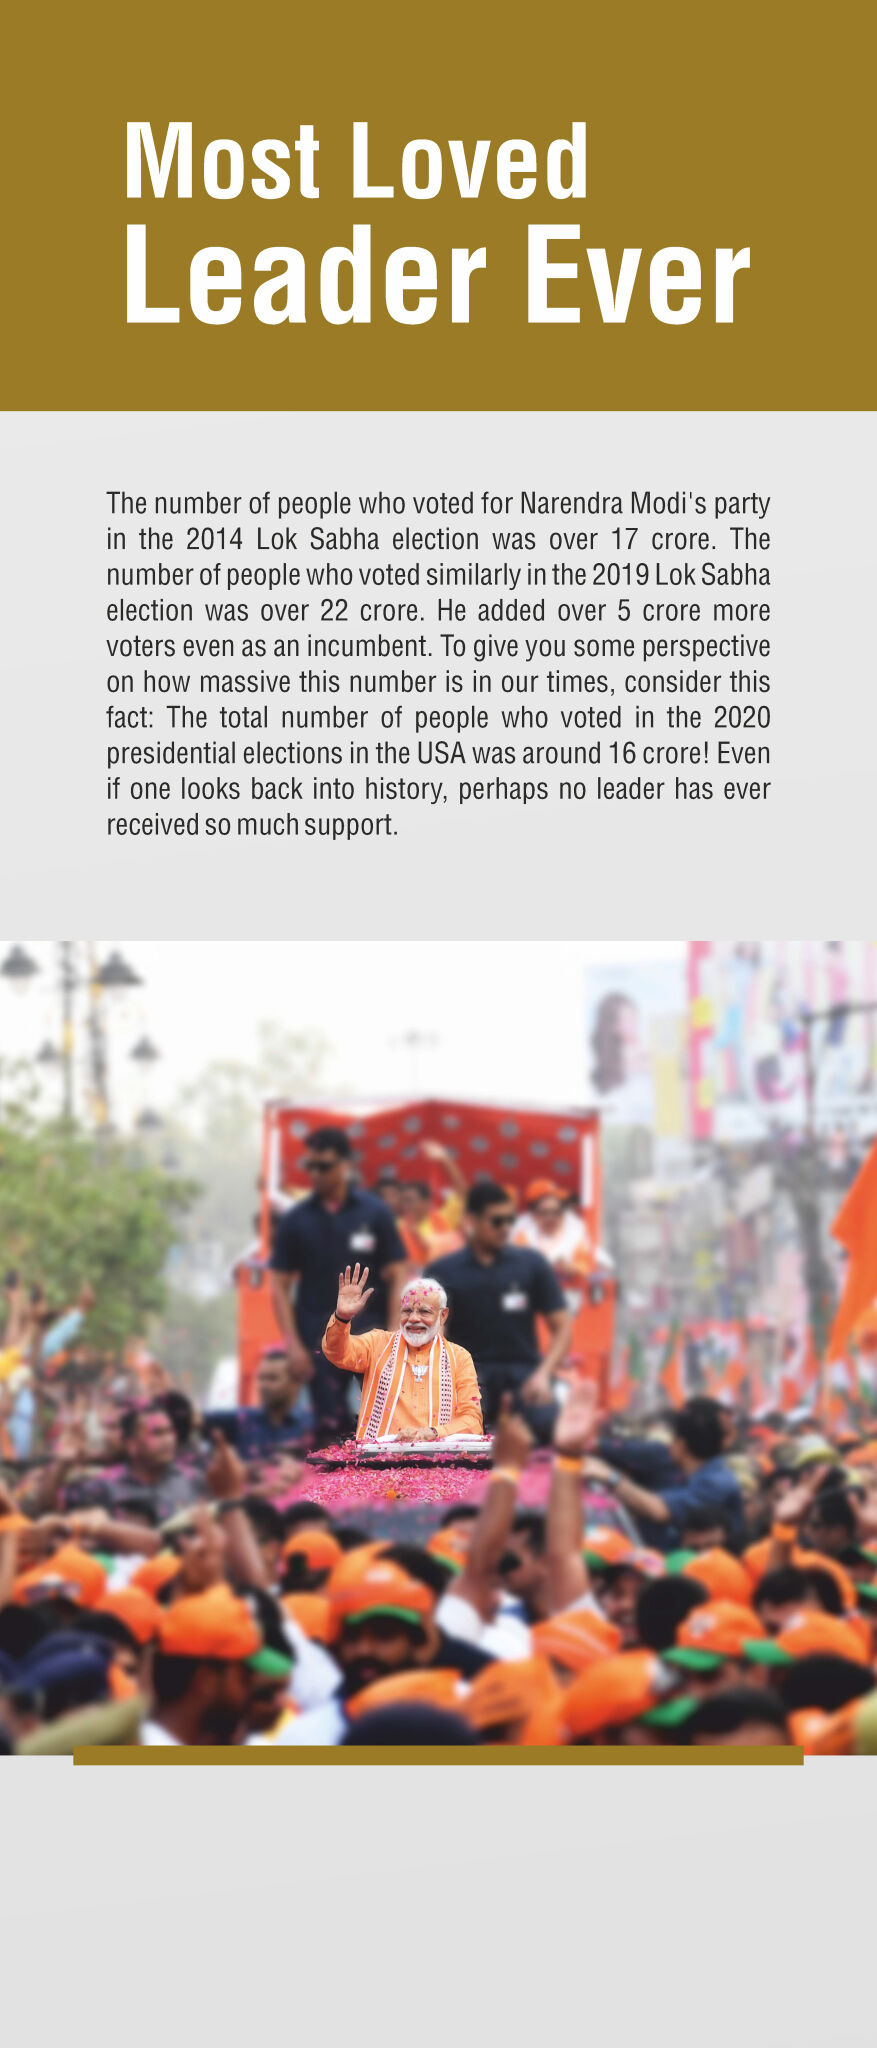 Most Loved
Leader Ever
The number of people who voted for Narendra Modi's party
in the 2014 Lok Sabha election was over 17 crore. The
number of people who voted similarly in the 2019 Lok Sabha
election was over 22 crore. He added over 5 crore more
voters even as an incumbent. To give you some perspective
on how massive this number is in our times, consider this
fact: The total number of people who voted in the 2020
presidential elections in the USA was around 16 crore! Even
if one looks back into history, perhaps no leader has ever
received so much support.